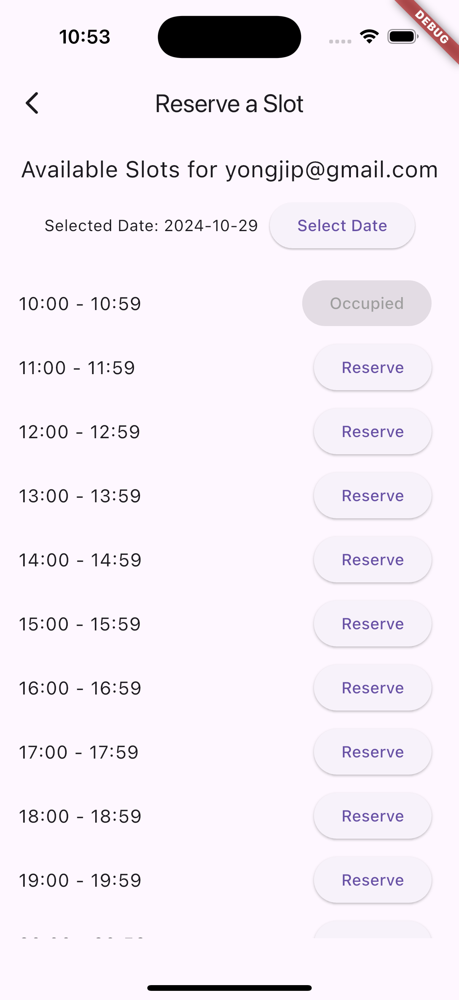 10:53
DEBUG
Reserve a Slot
Available Slots for yongjip@gmail.com
Selected Date: 2024-10-29 Select Date
10:00 - 10:59 Occupied
11:00 - 11:59 Reserve
12:00 - 12:59 Reserve
13:00 - 13:59 Reserve
14:00 - 14:59 Reserve
15:00 - 15:59 Reserve
16:00 - 16:59 Reserve
17:00 - 17:59 Reserve
18:00 - 18:59 Reserve
19:00 - 19:59 Reserve